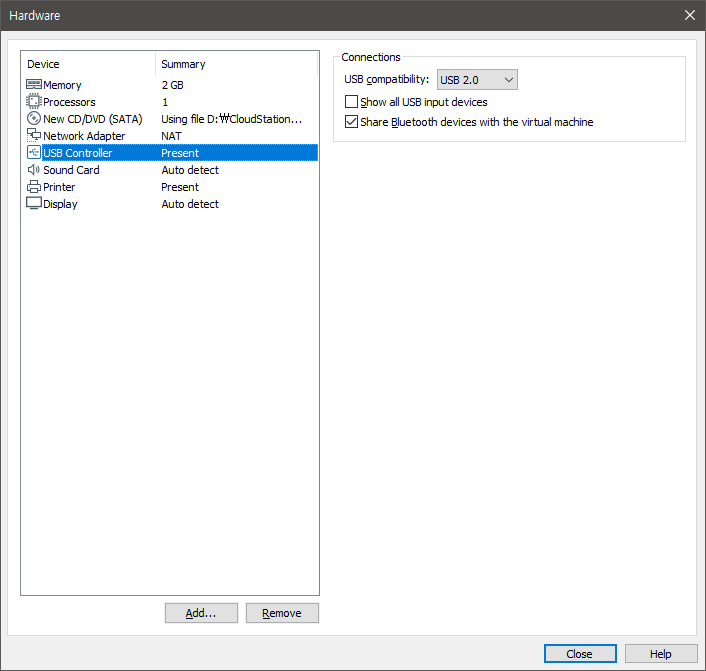 Hardware
Device Summary
Memory 2 GB
Processors 1
New CD/DVD (SATA) Using file D:₩CloudStation...
Network Adapter NAT
USB Controller Present
Sound Card Auto detect
Printer Present
Display Auto detect
Add... Remove
Connections
USB compatibility: USB 2.0
Show all USB input devices
Share Bluetooth devices with the virtual machine
Close Help